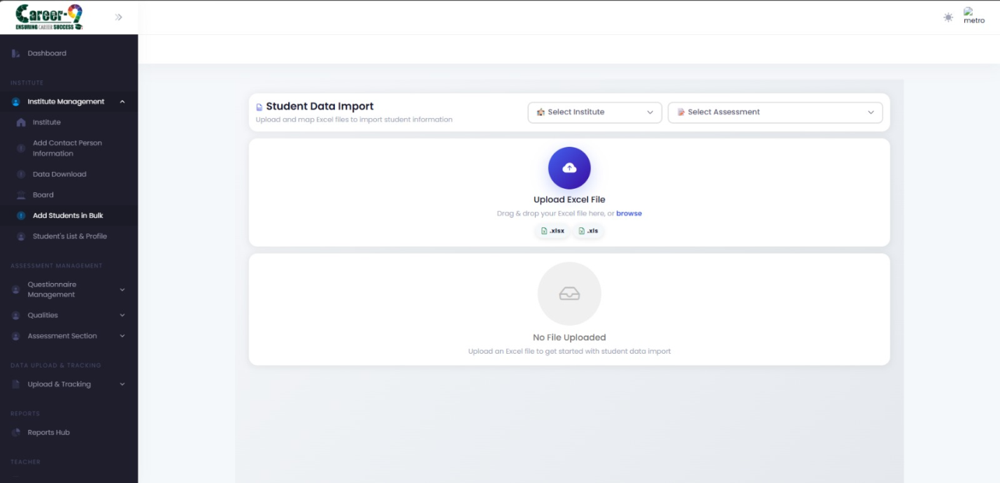 Career-9
ENSURING CAREER SUCCESS
metro
Dashboard
INSTITUTE
Institute Management
Institute
Add Contact Person
Information
Data Download
Board
Add Students in Bulk
Student's List & Profile
ASSESSMENT MANAGEMENT
Questionnaire
Management
Qualities
Assessment Section
DATA UPLOAD & TRACKING
Upload & Tracking
REPORTS
Reports Hub
TEACHER
Student Data Import
Upload and map Excel files to import student information
Select Institute
Select Assessment
Upload Excel File
Drag & drop your Excel file here, or browse
.xlsx .xls
No File Uploaded
Upload an Excel file to get started with student data import